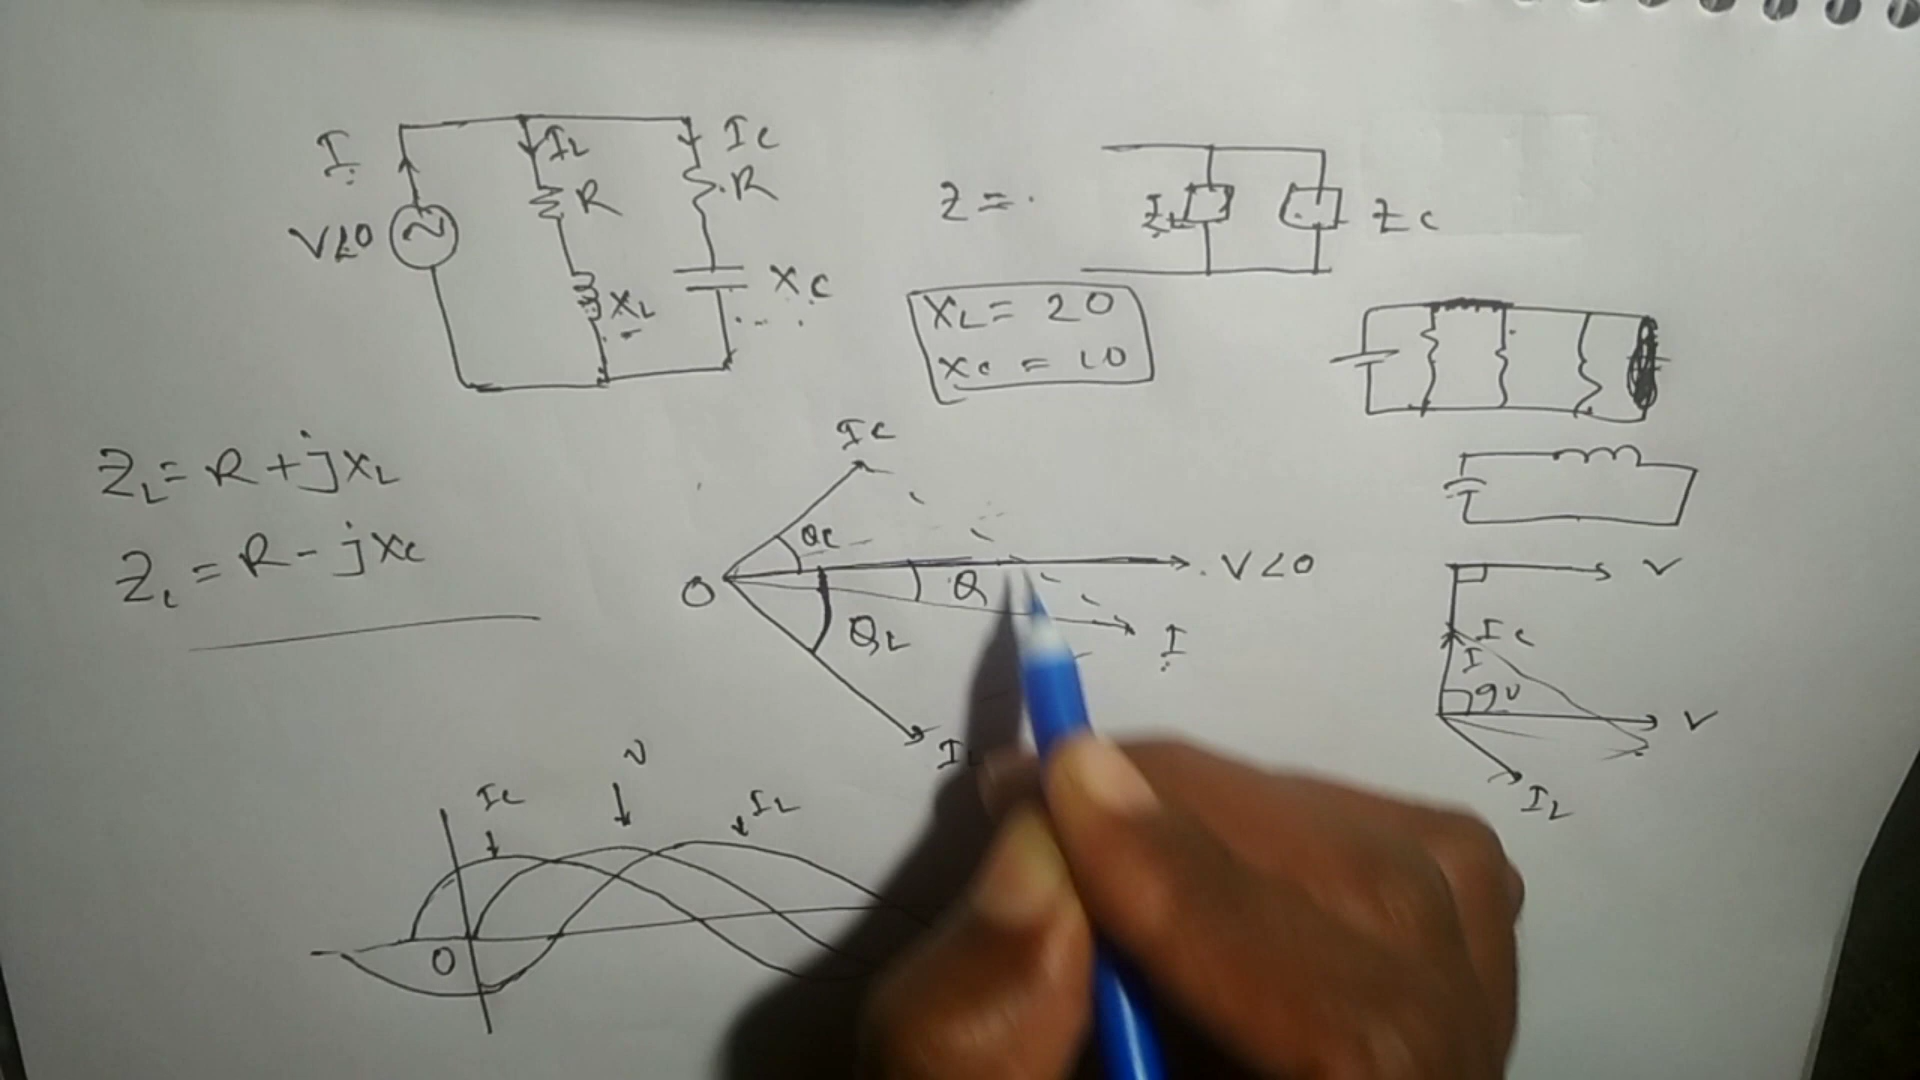 I
V∠0
IL
R
XL
Ic
R
Xc
Z =
ZL
Zc
XL = 20
Xc = 10
ZL = R + jXL
Zc = R - jXc
Ic
θc
V∠0
O
θ
θL
I
IL
V
Ic
I
90
V
IL
Ic
V
IL
O